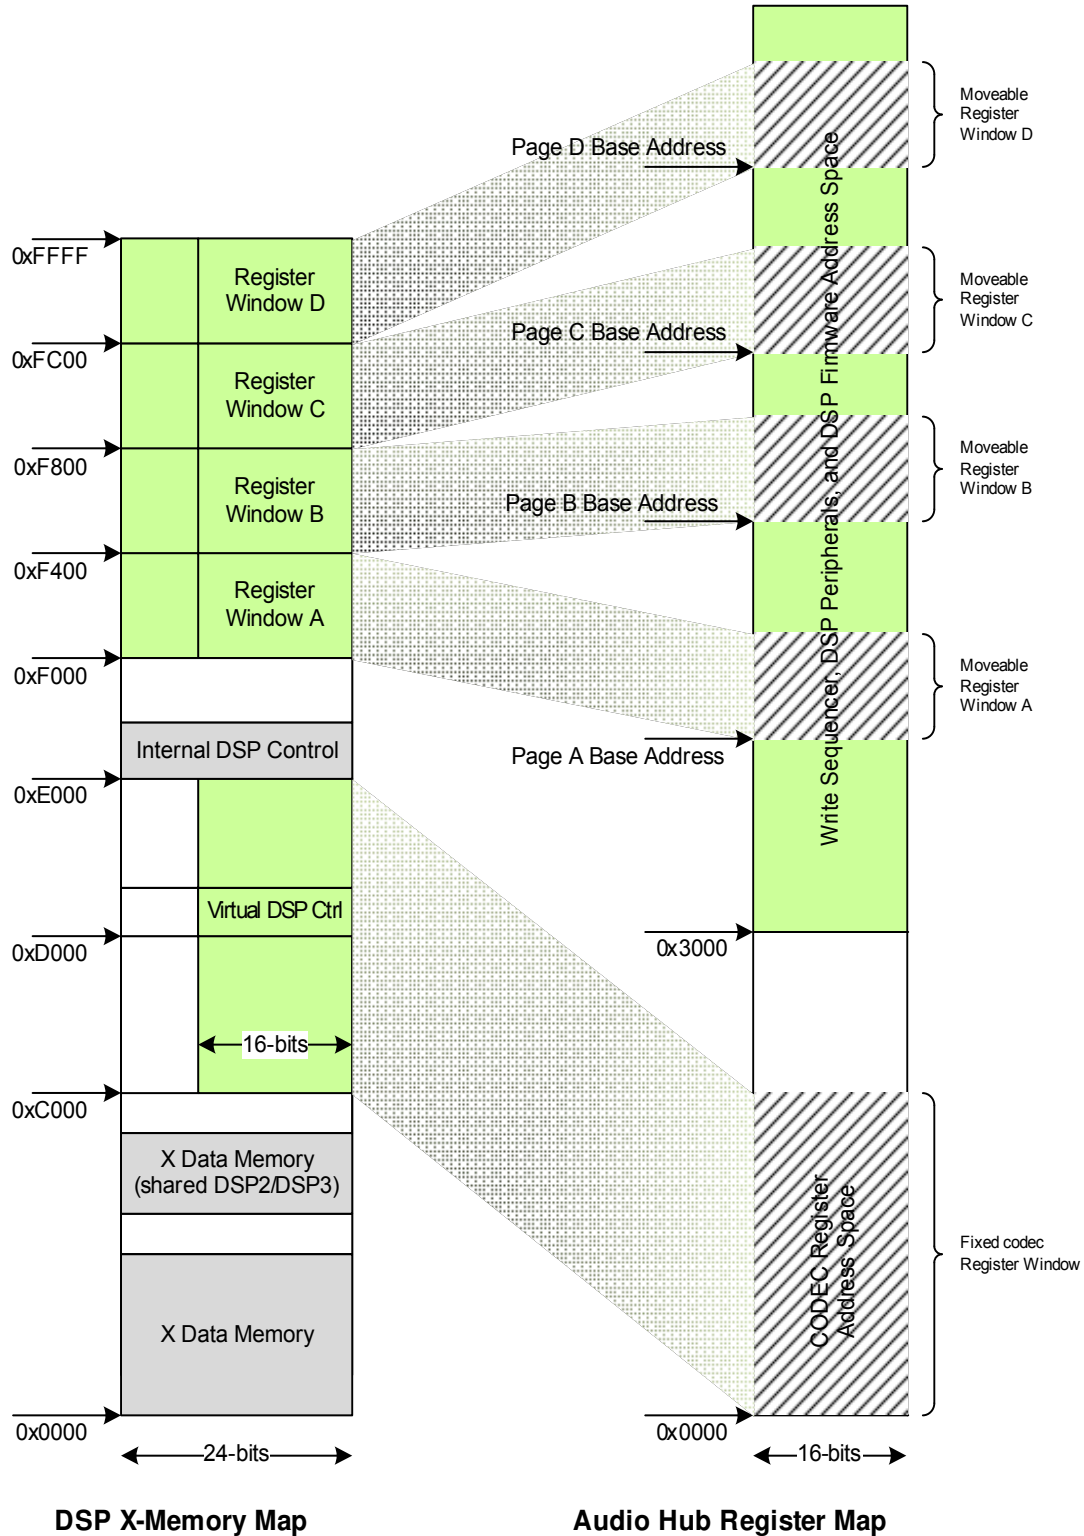 Moveable
Register
Window D
Page D Base Address
0xFFFF
Register
Window D
Moveable
Register
Window C
Page C Base Address
0xFC00
Register
Window C
0xF800
Moveable
Register
Window B
Register
Window B
Page B Base Address
0xF400
Register
Window A
0xF000
Moveable
Register
Window A
Page A Base Address
Write Sequencer, DSP Peripherals, and DSP Firmware Address Space
Internal DSP Control
0xE000
Virtual DSP Ctrl
0xD000
0x3000
16-bits
0xC000
X Data Memory
(shared DSP2/DSP3)
CODEC Register
Address Space
Fixed codec
Register Window
X Data Memory
0x0000
0x0000
24-bits
16-bits
DSP X-Memory Map
Audio Hub Register Map